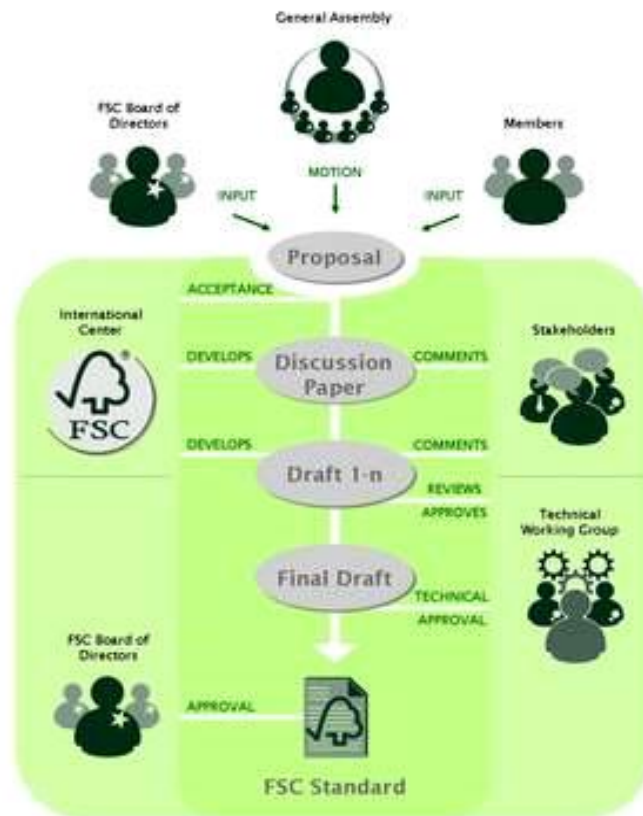 General Assembly
FSC Board of
Directors
Members
MOTION
INPUT
INPUT
Proposal
ACCEPTANCE
International
Center
Stakeholders
DEVELOPS
Discussion
Paper
COMMENTS
®
FSC
DEVELOPS
COMMENTS
Draft 1-n
REVIEWS
APPROVES
Technical
Working Group
Final Draft
TECHNICAL
APPROVAL
FSC Board of
Directors
APPROVAL
FSC Standard